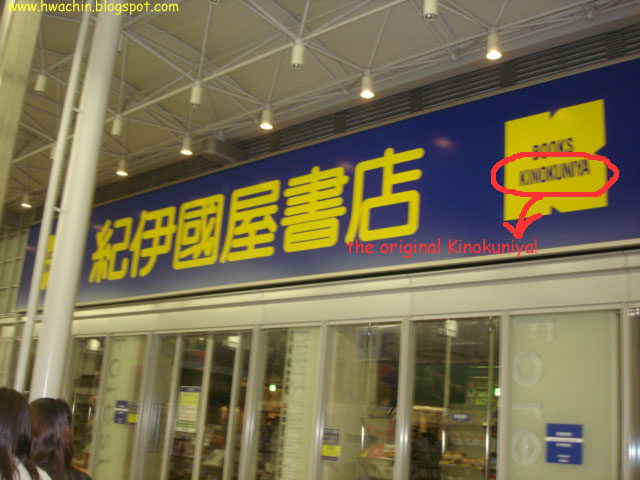 www.hwachin.blogspot.com
紀伊國屋書店
BOOKS
KINOKUNIYA
the original Kinokuniya!